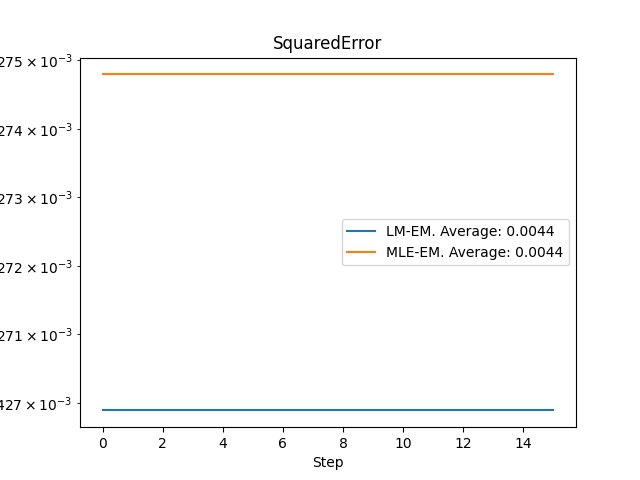 SquaredError
275 × 10⁻³
274 × 10⁻³
273 × 10⁻³
272 × 10⁻³
271 × 10⁻³
427 × 10⁻³
LM-EM. Average: 0.0044
MLE-EM. Average: 0.0044
0 2 4 6 8 10 12 14
Step